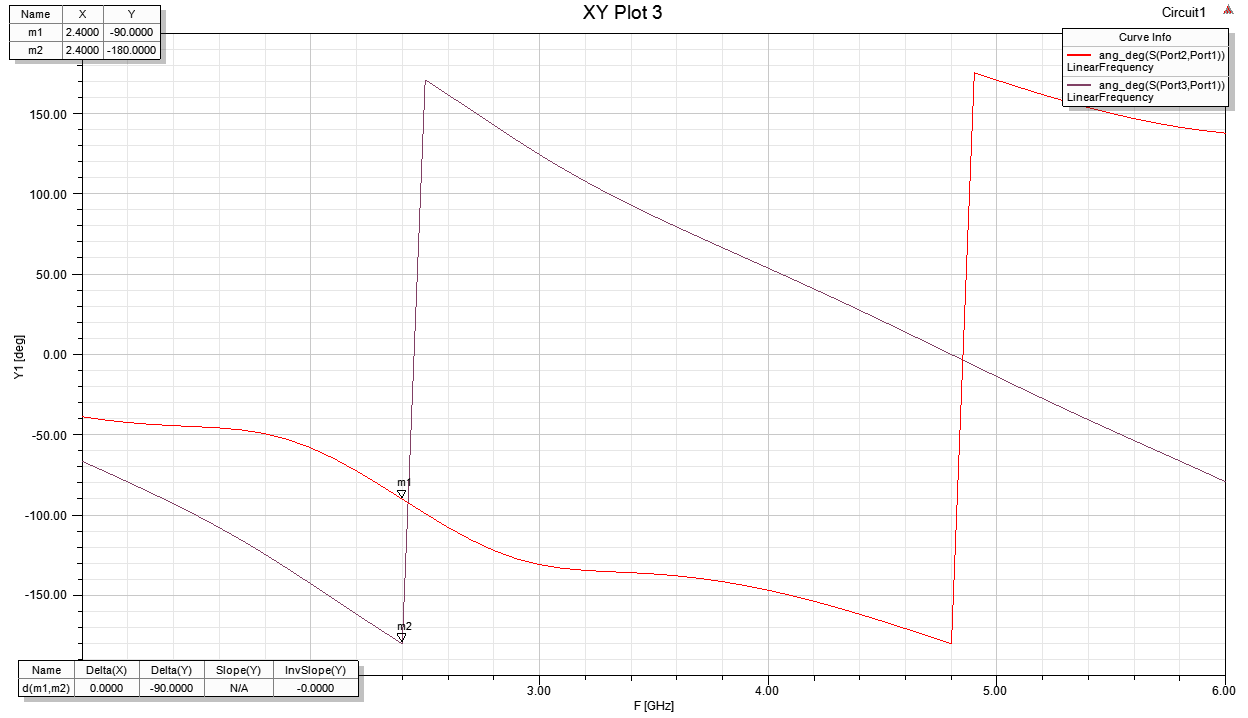 XY Plot 3
Circuit1
Name X Y
m1 2.4000 -90.0000
m2 2.4000 -180.0000
Curve Info
ang_deg(S(Port2,Port1))
LinearFrequency
ang_deg(S(Port3,Port1))
LinearFrequency
150.00
100.00
50.00
0.00
-50.00
-100.00
-150.00
Y1 [deg]
m1
m2
Name Delta(X) Delta(Y) Slope(Y) InvSlope(Y)
d(m1,m2) 0.0000 -90.0000 N/A -0.0000
3.00 4.00 5.00 6.00
F [GHz]